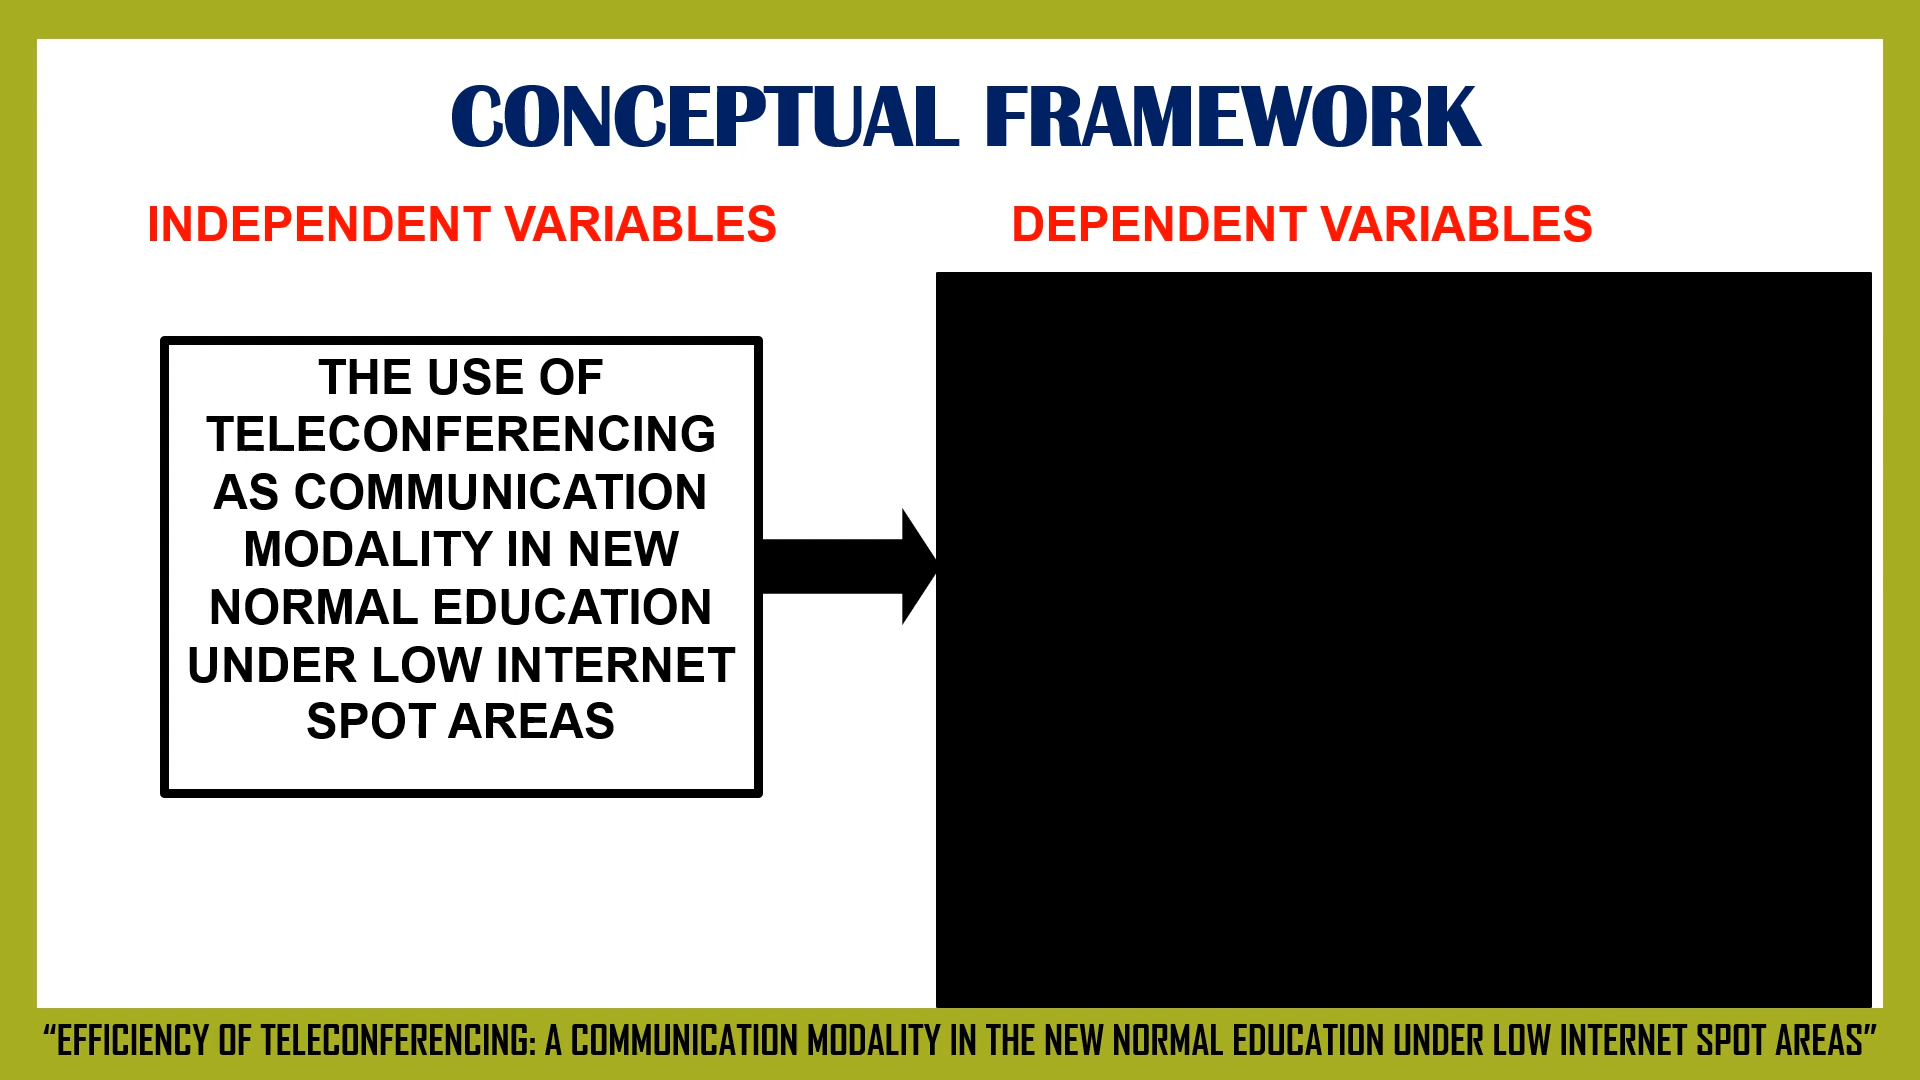 CONCEPTUAL FRAMEWORK
INDEPENDENT VARIABLES
DEPENDENT VARIABLES
THE USE OF
TELECONFERENCING
AS COMMUNICATION
MODALITY IN NEW
NORMAL EDUCATION
UNDER LOW INTERNET
SPOT AREAS
“EFFICIENCY OF TELECONFERENCING: A COMMUNICATION MODALITY IN THE NEW NORMAL EDUCATION UNDER LOW INTERNET SPOT AREAS”